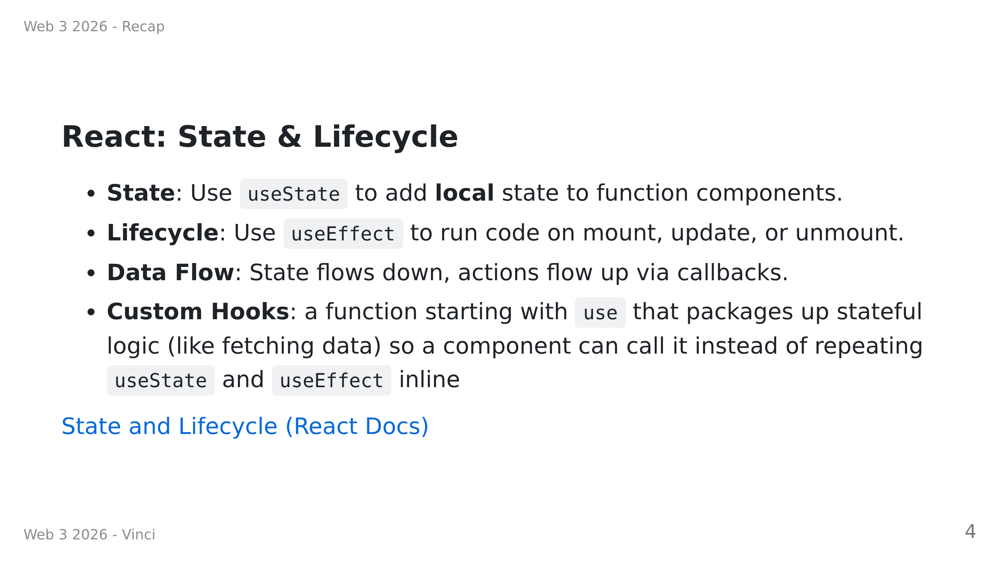 Web 3 2026 - Recap
React: State & Lifecycle
• State: Use useState to add local state to function components.
• Lifecycle: Use useEffect to run code on mount, update, or unmount.
• Data Flow: State flows down, actions flow up via callbacks.
• Custom Hooks: a function starting with use that packages up stateful
logic (like fetching data) so a component can call it instead of repeating
useState and useEffect inline
State and Lifecycle (React Docs)
Web 3 2026 - Vinci
4